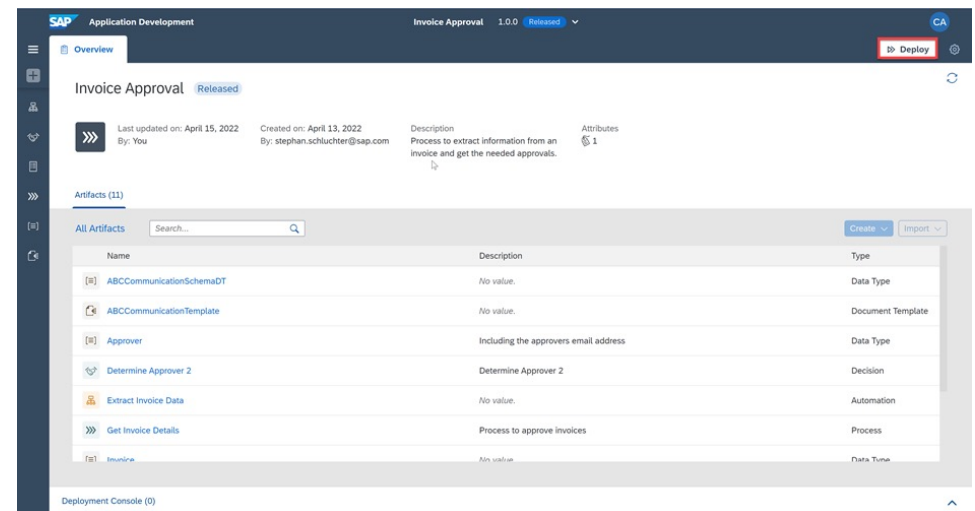 SAP Application Development
Invoice Approval 1.0.0 Released
CA
Overview
Deploy
Invoice Approval Released
Last updated on: April 15, 2022
By: You
Created on: April 13, 2022
By: stephan.schluchter@sap.com
Description
Process to extract information from an
invoice and get the needed approvals.
Attributes
1
Artifacts (11)
All Artifacts Search... Create Import
Name Description Type
ABCCommunicationSchemaDT No value. Data Type
ABCCommunicationTemplate No value. Document Template
Approver Including the approvers email address Data Type
Determine Approver 2 Determine Approver 2 Decision
Extract Invoice Data No value. Automation
Get Invoice Details Process to approve invoices Process
Invoice No value Data Type
Deployment Console (0)